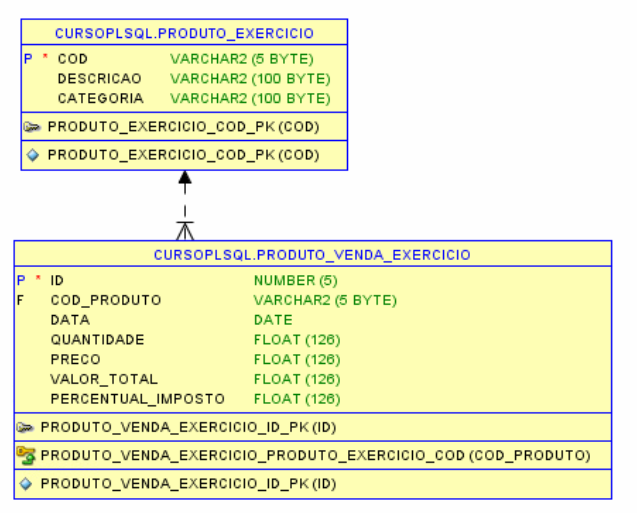 CURSOPLSQL.PRODUTO_EXERCICIO
P * COD VARCHAR2 (5 BYTE)
DESCRICAO VARCHAR2 (100 BYTE)
CATEGORIA VARCHAR2 (100 BYTE)
PRODUTO_EXERCICIO_COD_PK (COD)
PRODUTO_EXERCICIO_COD_PK (COD)
CURSOPLSQL.PRODUTO_VENDA_EXERCICIO
P * ID NUMBER (5)
F COD_PRODUTO VARCHAR2 (5 BYTE)
DATA DATE
QUANTIDADE FLOAT (126)
PRECO FLOAT (126)
VALOR_TOTAL FLOAT (126)
PERCENTUAL_IMPOSTO FLOAT (126)
PRODUTO_VENDA_EXERCICIO_ID_PK (ID)
PRODUTO_VENDA_EXERCICIO_PRODUTO_EXERCICIO_COD (COD_PRODUTO)
PRODUTO_VENDA_EXERCICIO_ID_PK (ID)